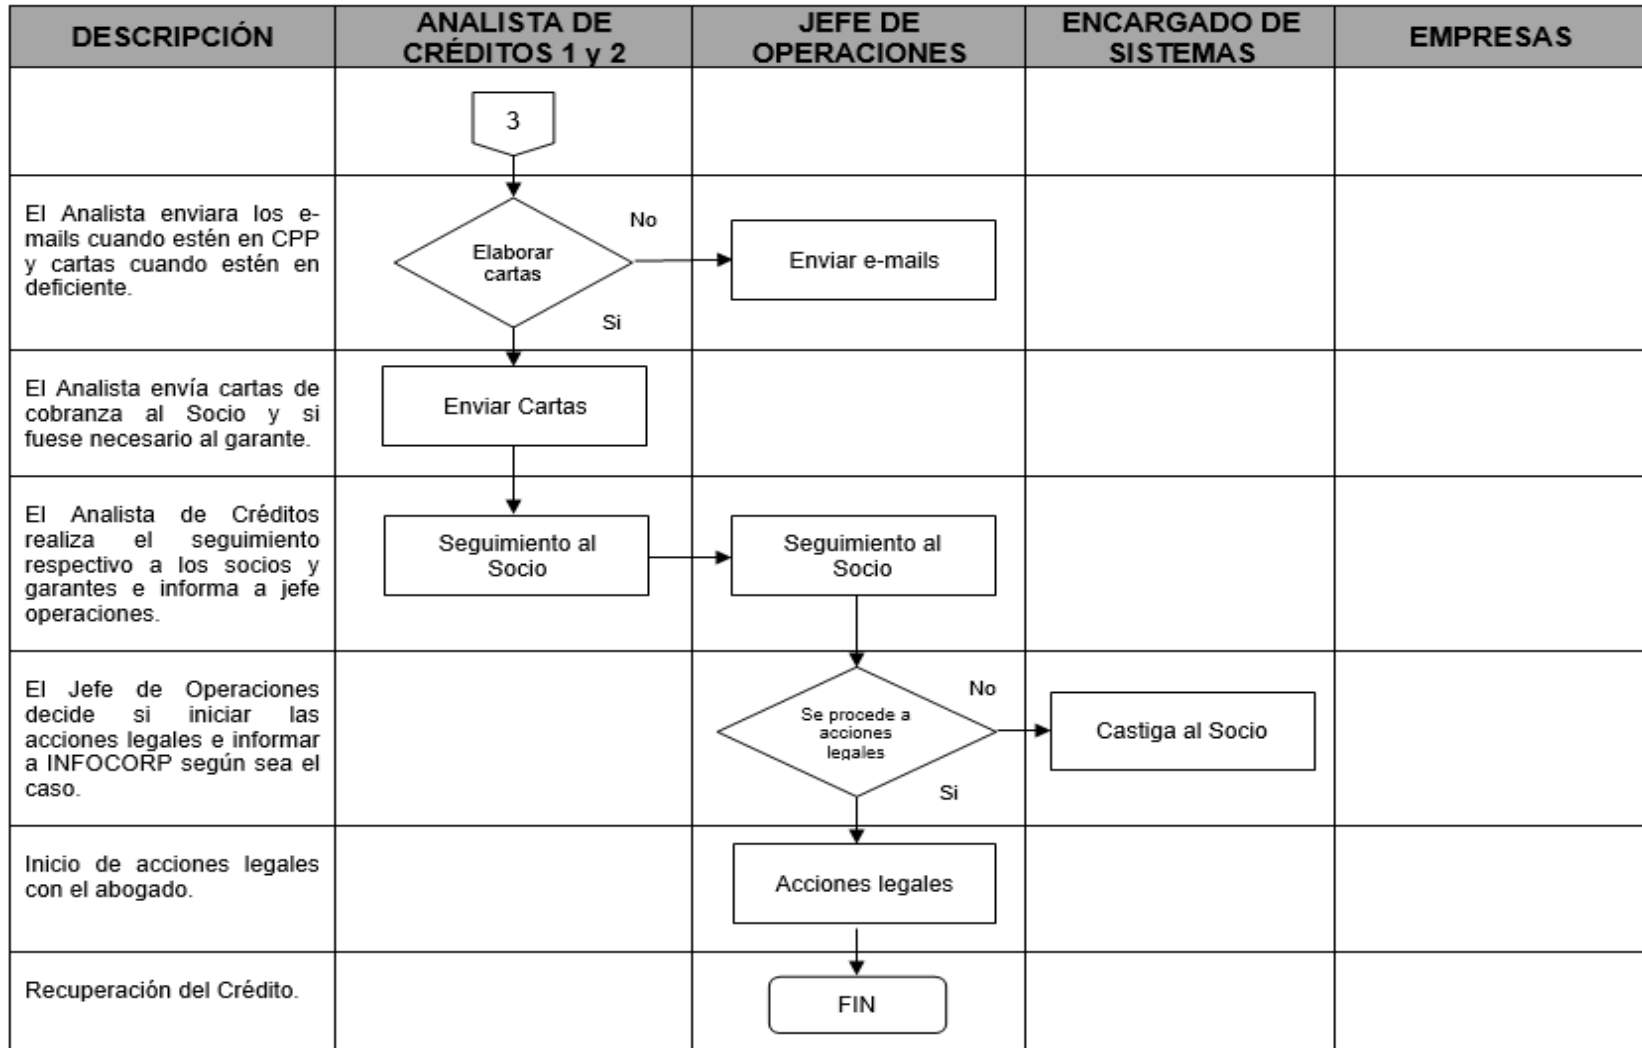 DESCRIPCIÓN
ANALISTA DE
CRÉDITOS 1 y 2
JEFE DE
OPERACIONES
ENCARGADO DE
SISTEMAS
EMPRESAS
3
El Analista enviara los e-
mails cuando estén en CPP
y cartas cuando estén en
deficiente.
Elaborar
cartas
No
Si
Enviar e-mails
El Analista envía cartas de
cobranza al Socio y si
fuese necesario al garante.
Enviar Cartas
El Analista de Créditos
realiza el seguimiento
respectivo a los socios y
garantes e informa a jefe
operaciones.
Seguimiento al
Socio
Seguimiento al
Socio
El Jefe de Operaciones
decide si iniciar las
acciones legales e informar
a INFOCORP según sea el
caso.
Se procede a
acciones
legales
No
Si
Castiga al Socio
Inicio de acciones legales
con el abogado.
Acciones legales
Recuperación del Crédito.
FIN